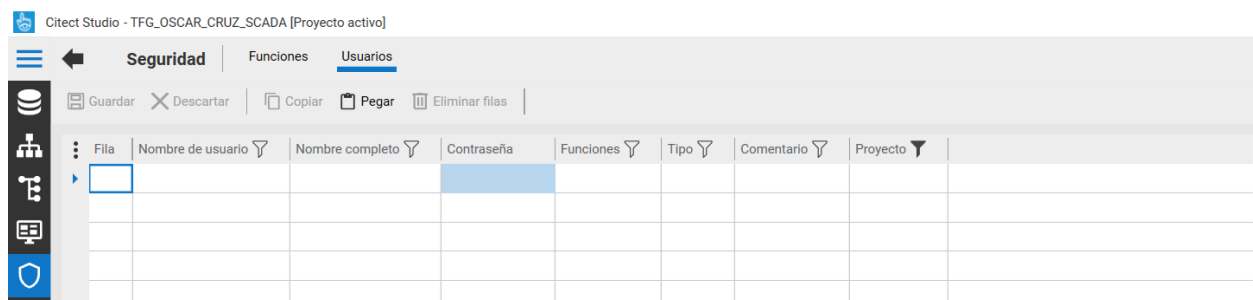 Citect Studio - TFG_OSCAR_CRUZ_SCADA [Proyecto activo]
Seguridad Funciones Usuarios
Guardar Descartar Copiar Pegar Eliminar filas
Fila Nombre de usuario Nombre completo Contraseña Funciones Tipo Comentario Proyecto